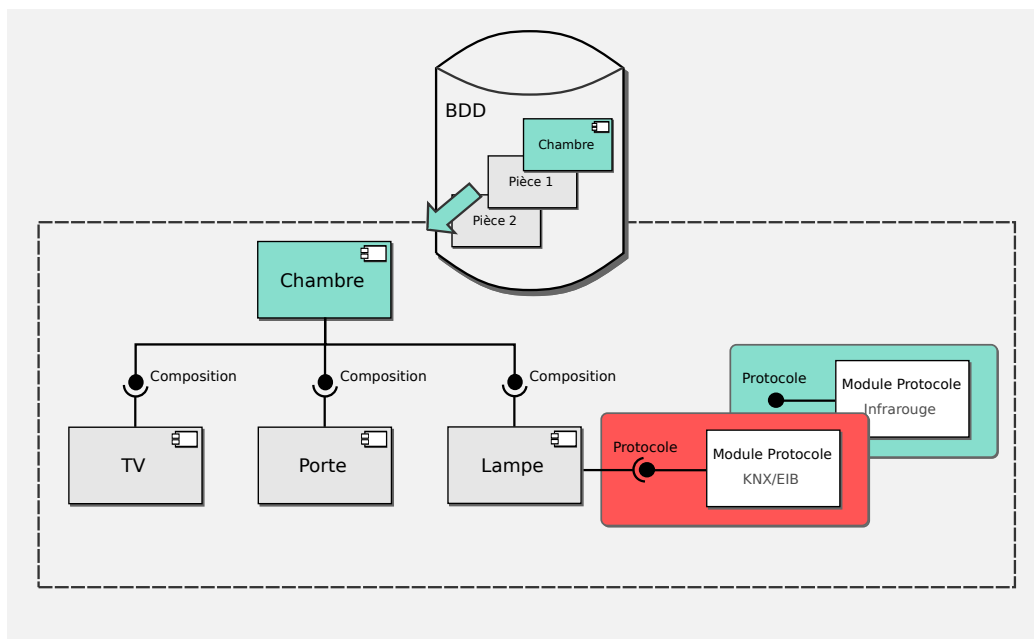 BDD
Chambre
Pièce 1
Pièce 2
Chambre
Composition
Composition
Composition
TV
Porte
Lampe
Protocole
Module Protocole
Infrarouge
Protocole
Module Protocole
KNX/EIB